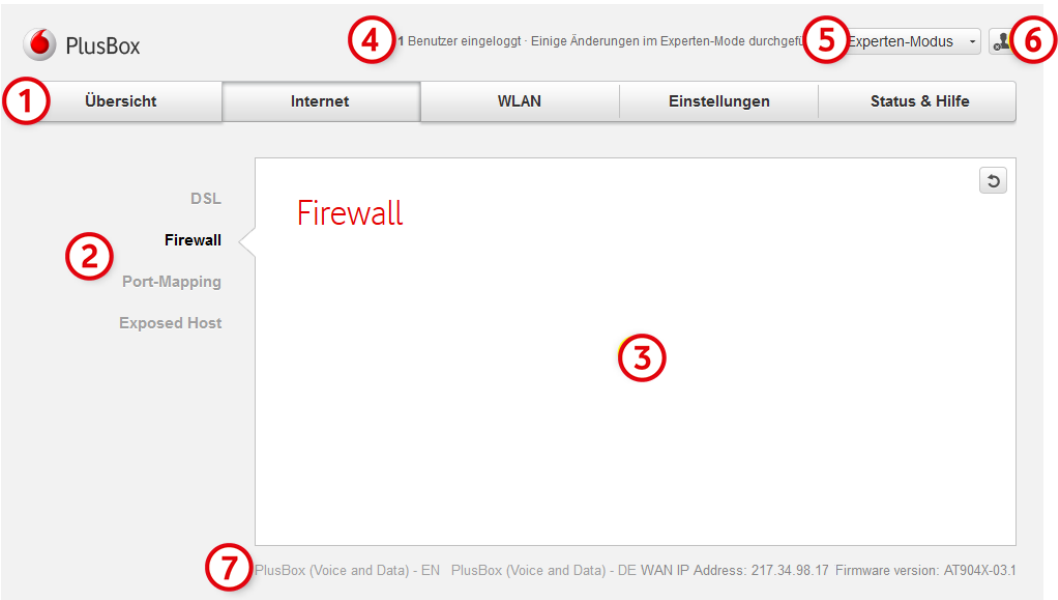 PlusBox
4 1 Benutzer eingeloggt · Einige Änderungen im Experten-Mode durchgefü 5 Experten-Modus 6
1 Übersicht Internet WLAN Einstellungen Status & Hilfe
DSL
Firewall
Firewall
2
Port-Mapping
Exposed Host
3
7 PlusBox (Voice and Data) - EN PlusBox (Voice and Data) - DE WAN IP Address: 217.34.98.17 Firmware version: AT904X-03.1